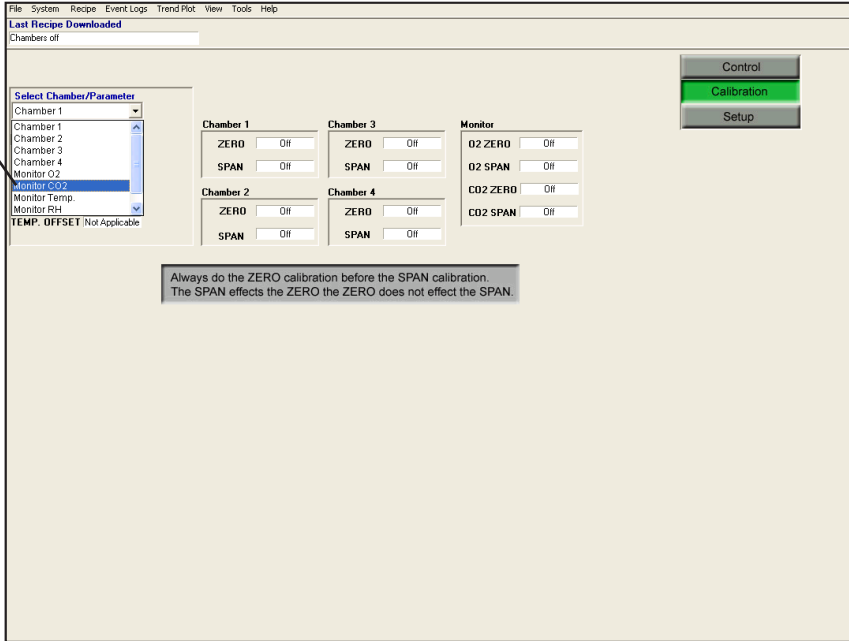 File System Recipe Event Logs Trend Plot View Tools Help
Last Recipe Downloaded
Chambers off
Control
Calibration
Setup
Select Chamber/Parameter
Chamber 1
Chamber 1
Chamber 2
Chamber 3
Chamber 4
Monitor O2
Monitor CO2
Monitor Temp.
Monitor RH
TEMP. OFFSET Not Applicable
Chamber 1
ZERO Off
SPAN Off
Chamber 2
ZERO Off
SPAN Off
Chamber 3
ZERO Off
SPAN Off
Chamber 4
ZERO Off
SPAN Off
Monitor
O2 ZERO Off
O2 SPAN Off
CO2 ZERO Off
CO2 SPAN Off
Always do the ZERO calibration before the SPAN calibration.
The SPAN effects the ZERO the ZERO does not effect the SPAN.